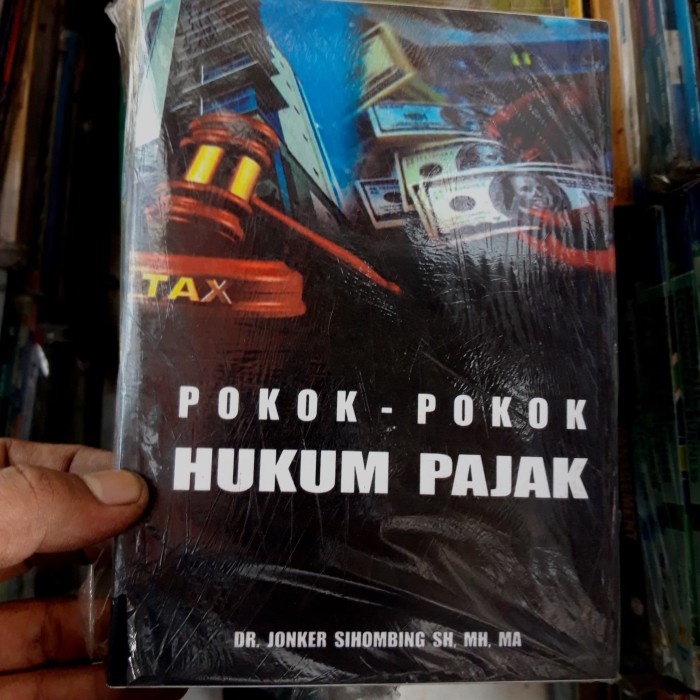 TAX
POKOK - POKOK
HUKUM PAJAK
DR. JONKER SIHOMBING SH, MH, MA